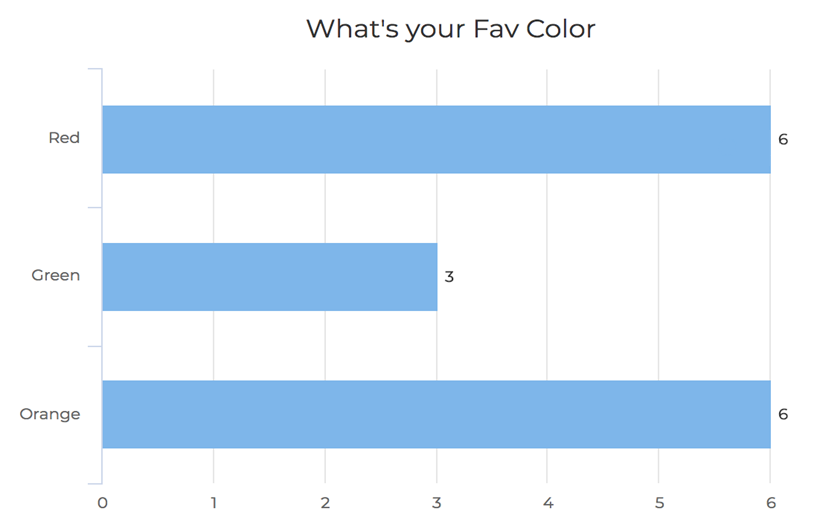 What's your Fav Color
Red
6
Green
3
Orange
6
0 1 2 3 4 5 6